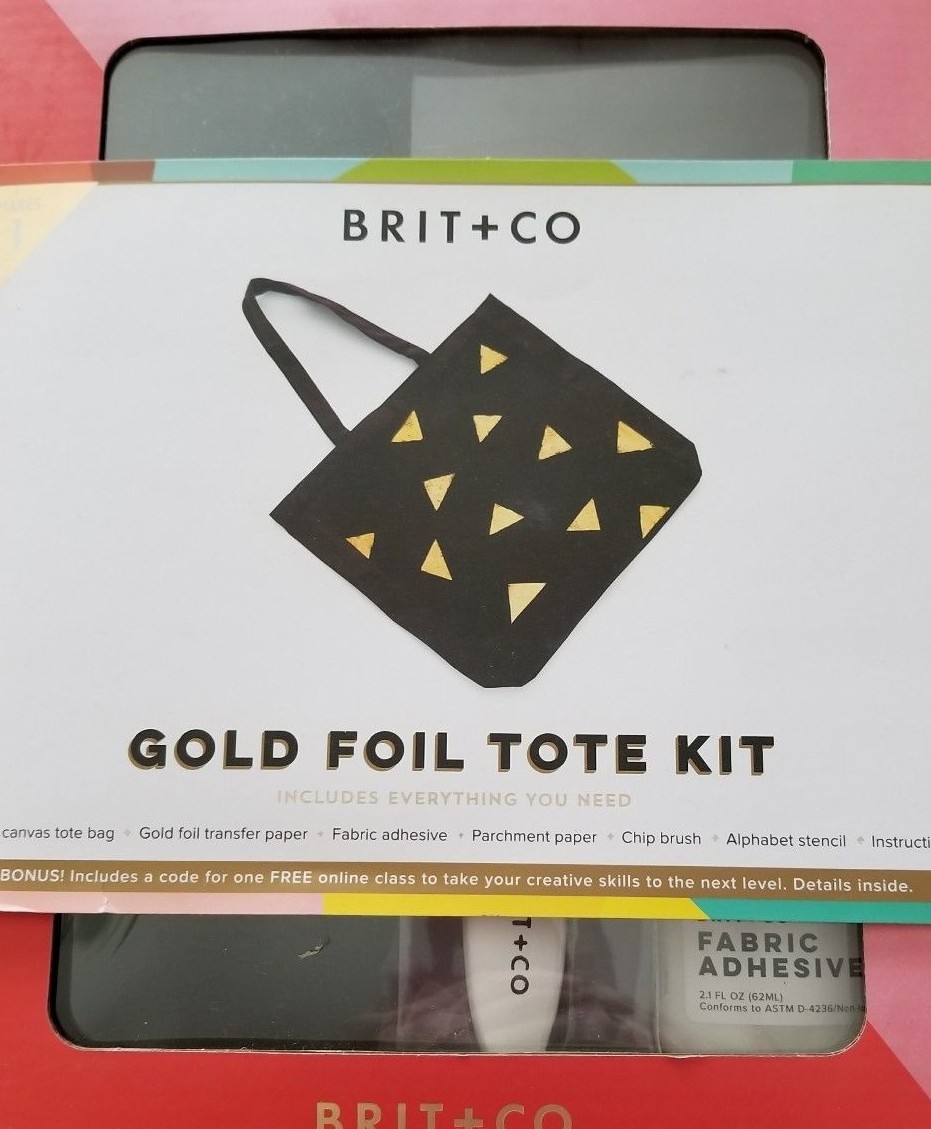 1
BRIT+CO
GOLD FOIL TOTE KIT
INCLUDES EVERYTHING YOU NEED
canvas tote bag + Gold foil transfer paper + Fabric adhesive + Parchment paper + Chip brush + Alphabet stencil + Instructi
BONUS! Includes a code for one FREE online class to take your creative skills to the next level. Details inside.
T+CO
FABRIC
ADHESIVE
2.1 FL OZ (62ML)
Conforms to ASTM D-4236/Non-
BRIT+CO